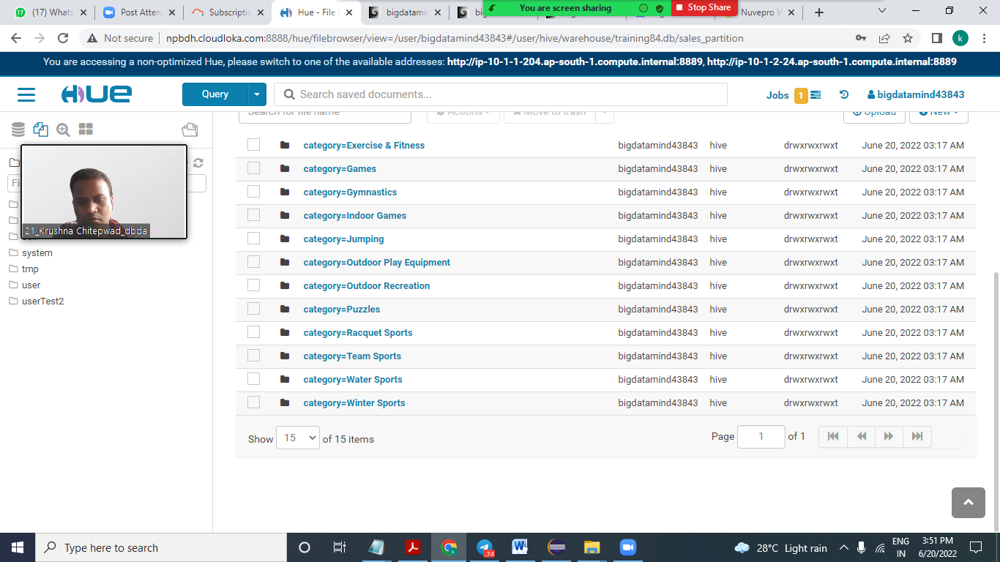 (17) Whats
Post Atten
Subscriptic
Hue - File
bigdatamin
You are screen sharing
Stop Share
Nuvepro W
Not secure
npbdh.cloudloka.com:8888/hue/filebrowser/view=/user/bigdatamind43843#/user/hive/warehouse/training84.db/sales_partition
k
You are accessing a non-optimized Hue, please switch to one of the available addresses: http://ip-10-1-1-204.ap-south-1.compute.internal:8889, http://ip-10-1-2-24.ap-south-1.compute.internal:8889
HUE
Query
Search saved documents...
Jobs 1
bigdatamind43843
Search for file name
Actions
Move to trash
Upload
New
21_Krushna Chitepwad_dbda
system
tmp
user
userTest2
category=Exercise & Fitness bigdatamind43843 hive drwxrwxrwxt June 20, 2022 03:17 AM
category=Games bigdatamind43843 hive drwxrwxrwxt June 20, 2022 03:17 AM
category=Gymnastics bigdatamind43843 hive drwxrwxrwxt June 20, 2022 03:17 AM
category=Indoor Games bigdatamind43843 hive drwxrwxrwxt June 20, 2022 03:17 AM
category=Jumping bigdatamind43843 hive drwxrwxrwxt June 20, 2022 03:17 AM
category=Outdoor Play Equipment bigdatamind43843 hive drwxrwxrwxt June 20, 2022 03:17 AM
category=Outdoor Recreation bigdatamind43843 hive drwxrwxrwxt June 20, 2022 03:17 AM
category=Puzzles bigdatamind43843 hive drwxrwxrwxt June 20, 2022 03:17 AM
category=Racquet Sports bigdatamind43843 hive drwxrwxrwxt June 20, 2022 03:17 AM
category=Team Sports bigdatamind43843 hive drwxrwxrwxt June 20, 2022 03:17 AM
category=Water Sports bigdatamind43843 hive drwxrwxrwxt June 20, 2022 03:17 AM
category=Winter Sports bigdatamind43843 hive drwxrwxrwxt June 20, 2022 03:17 AM
Show 15 of 15 items
Page 1 of 1
Type here to search
74
28°C Light rain
ENG
IN
3:51 PM
6/20/2022